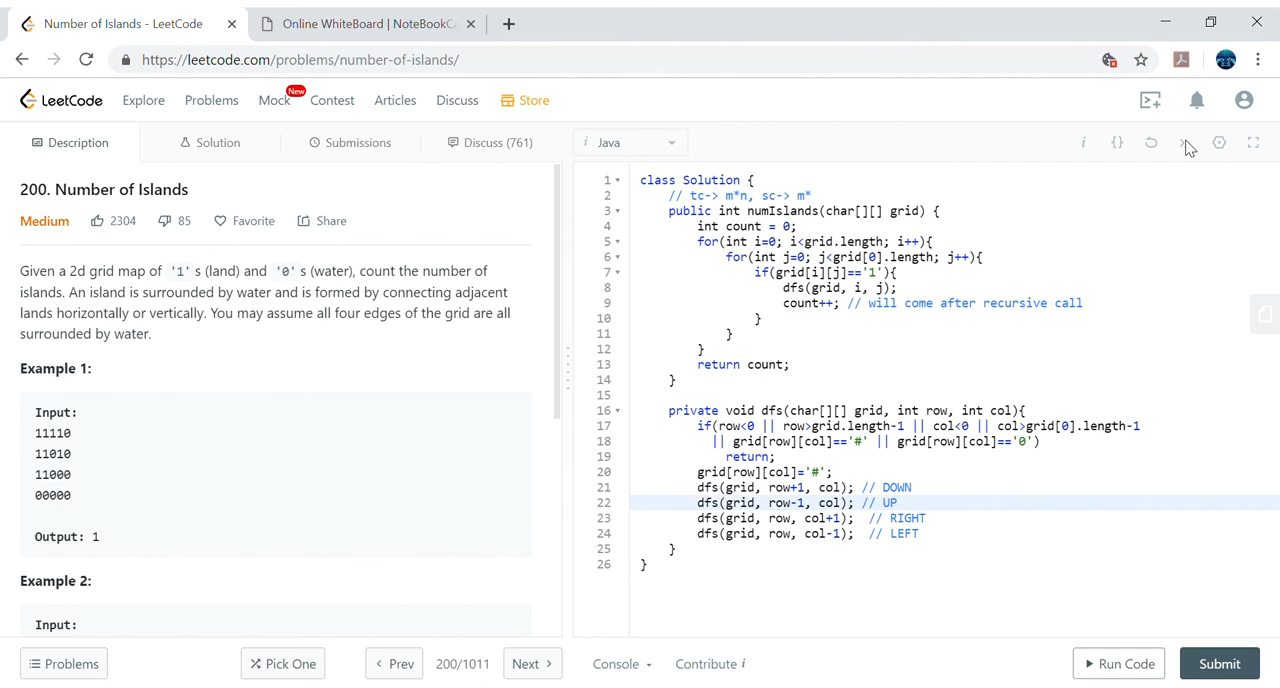 Number of Islands - LeetCode
Online WhiteBoard | NoteBookCa
https://leetcode.com/problems/number-of-islands/
LeetCode Explore Problems Mock New Contest Articles Discuss Store
Description Solution Submissions Discuss (761)
i Java
200. Number of Islands
Medium 2304 85 Favorite Share
Given a 2d grid map of '1' s (land) and '0' s (water), count the number of
islands. An island is surrounded by water and is formed by connecting adjacent
lands horizontally or vertically. You may assume all four edges of the grid are all
surrounded by water.
Example 1:
Input:
11110
11010
11000
00000
Output: 1
Example 2:
Input:
1 class Solution {
2 // tc-> m*n, sc-> m*
3 public int numIslands(char[][] grid) {
4 int count = 0;
5 for(int i=0; i<grid.length; i++){
6 for(int j=0; j<grid[0].length; j++){
7 if(grid[i][j]=='1'){
8 dfs(grid, i, j);
9 count++; // will come after recursive call
10 }
11 }
12 }
13 return count;
14 }
15
16 private void dfs(char[][] grid, int row, int col){
17 if(row<0 || row>grid.length-1 || col<0 || col>grid[0].length-1
18 || grid[row][col]=='#' || grid[row][col]=='0')
19 return;
20 grid[row][col]='#';
21 dfs(grid, row+1, col); // DOWN
22 dfs(grid, row-1, col); // UP
23 dfs(grid, row, col+1); // RIGHT
24 dfs(grid, row, col-1); // LEFT
25 }
26 }
Problems Pick One Prev 200/1011 Next Console Contribute i Run Code Submit